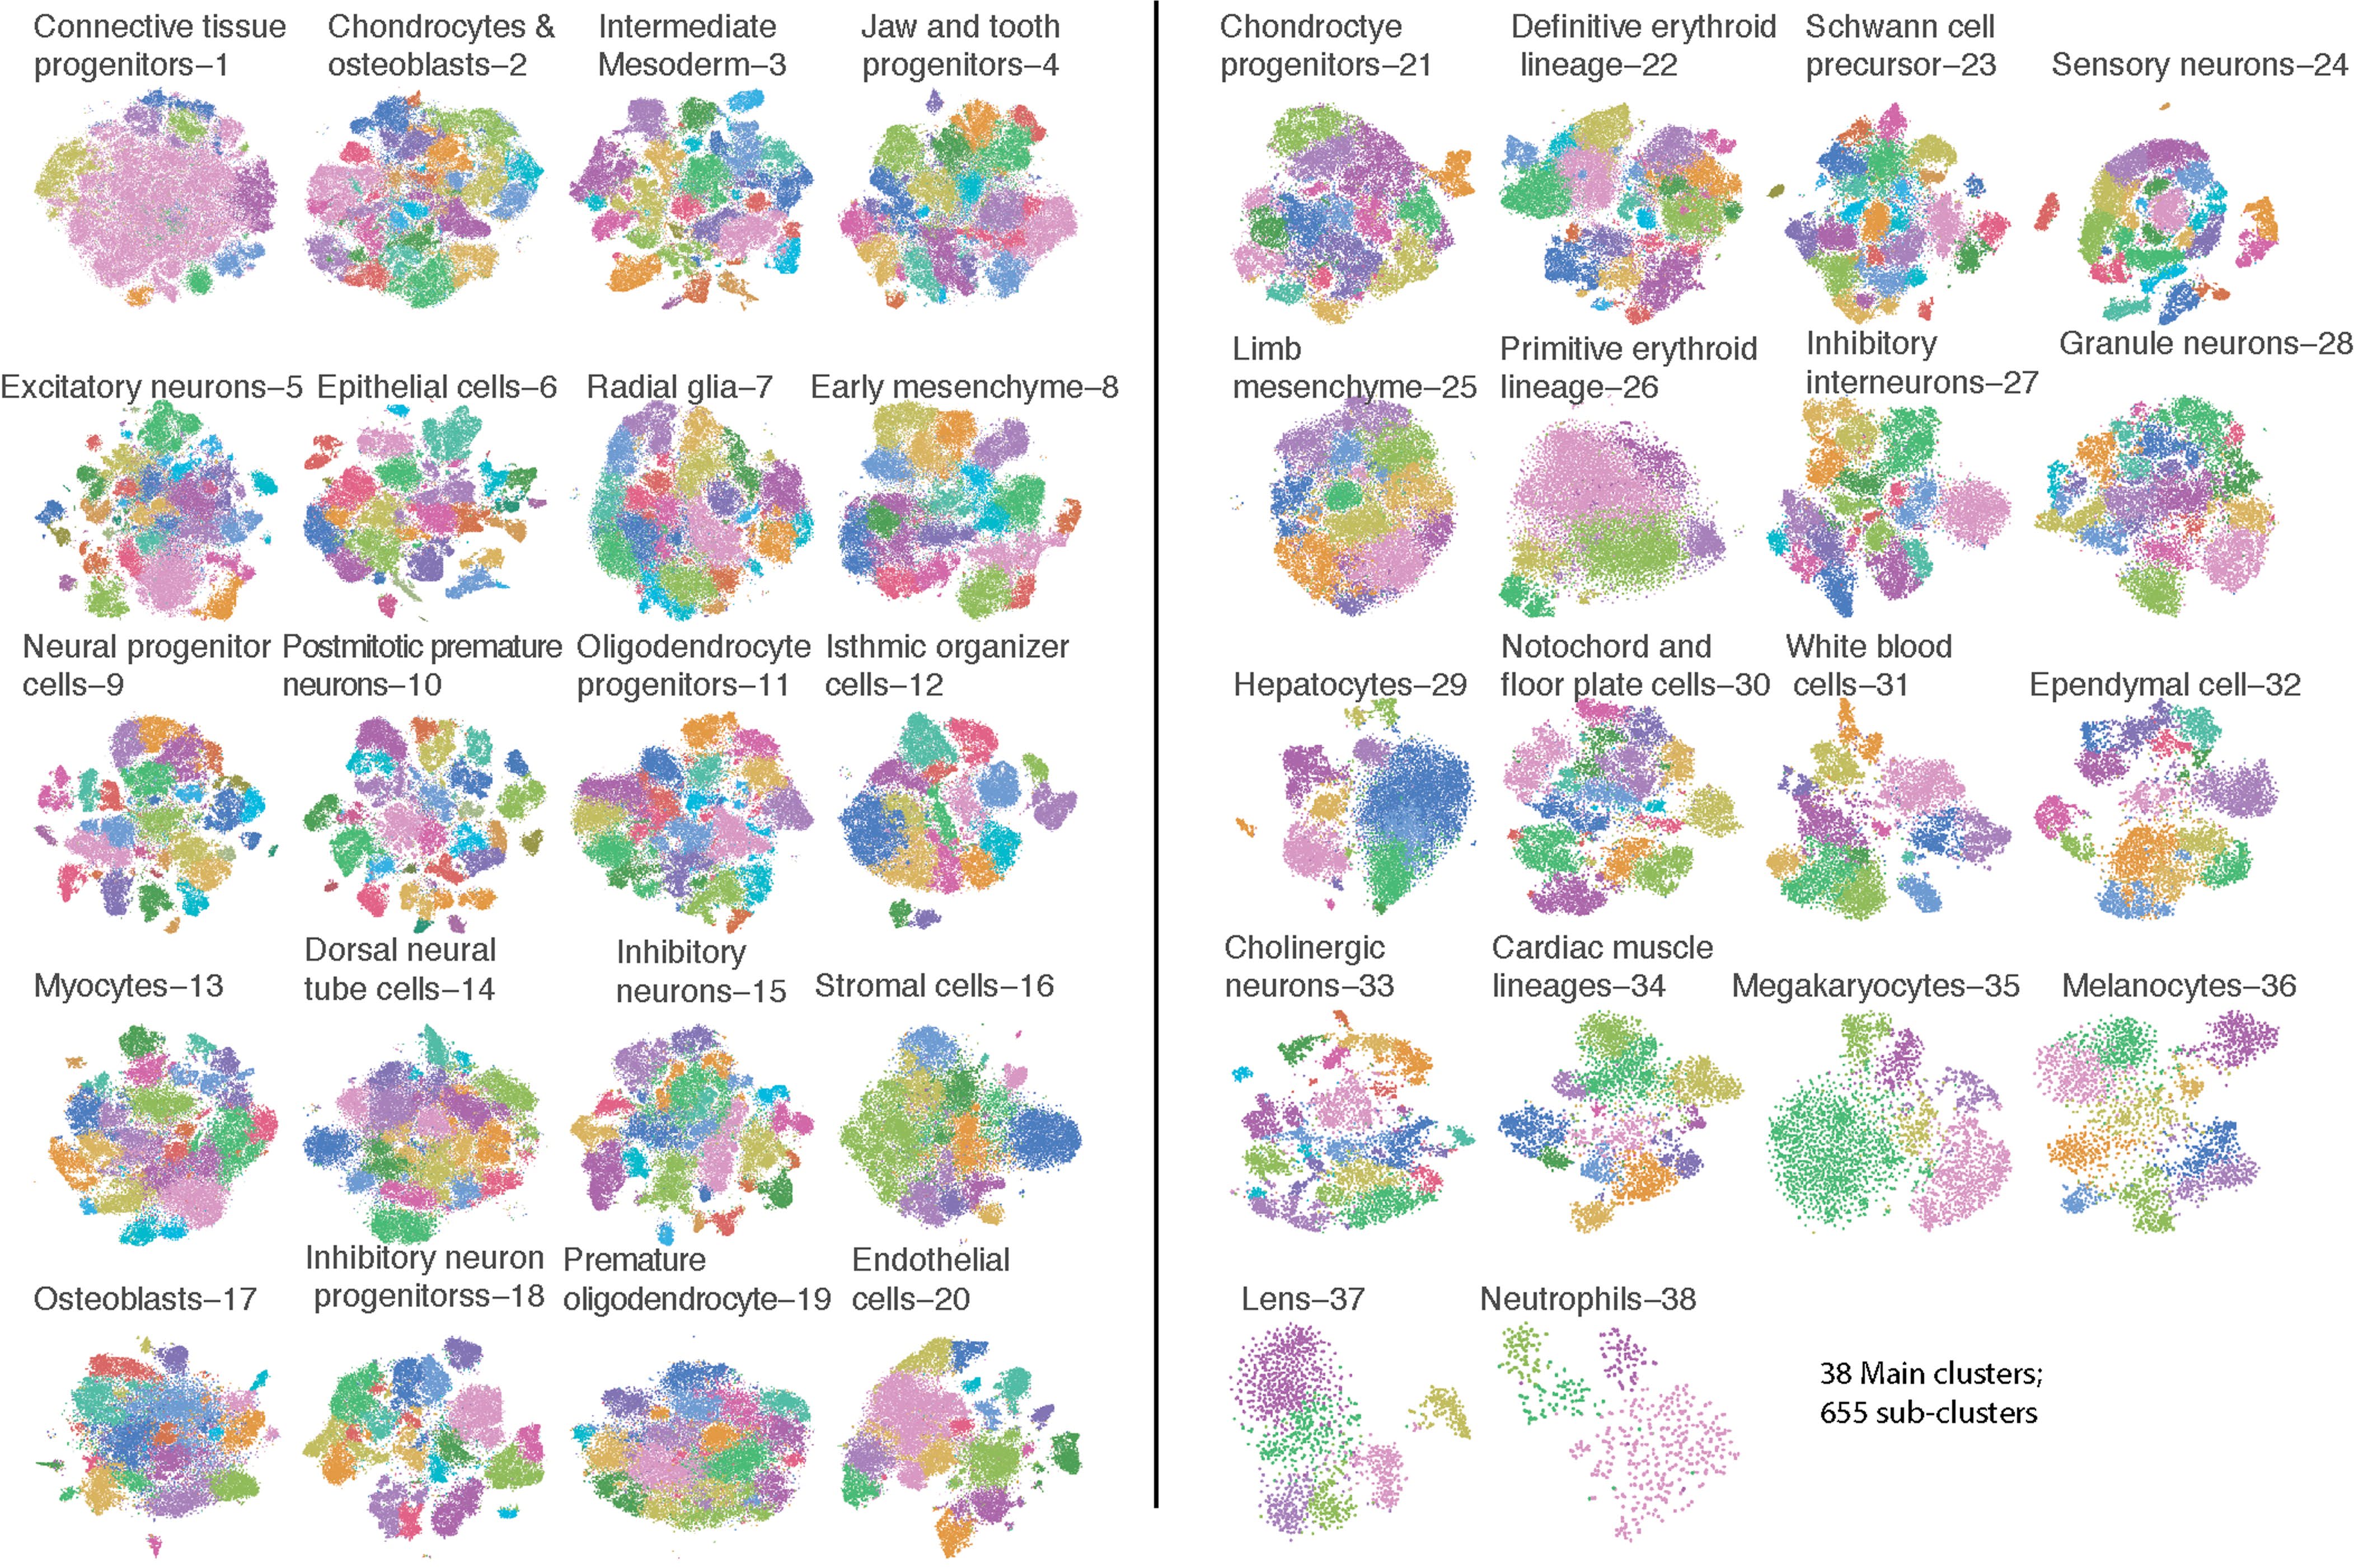 Connective tissue
progenitors–1
Chondrocytes &
osteoblasts–2
Intermediate
Mesoderm–3
Jaw and tooth
progenitors–4
Excitatory neurons–5
Epithelial cells–6
Radial glia–7
Early mesenchyme–8
Neural progenitor
cells–9
Postmitotic premature
neurons–10
Oligodendrocyte
progenitors–11
Isthmic organizer
cells–12
Myocytes–13
Dorsal neural
tube cells–14
Inhibitory
neurons–15
Stromal cells–16
Osteoblasts–17
Inhibitory neuron
progenitorss–18
Premature
oligodendrocyte–19
Endothelial
cells–20
Chondroctye
progenitors–21
Definitive erythroid
lineage–22
Schwann cell
precursor–23
Sensory neurons–24
Limb
mesenchyme–25
Primitive erythroid
lineage–26
Inhibitory
interneurons–27
Granule neurons–28
Hepatocytes–29
Notochord and
floor plate cells–30
White blood
cells–31
Ependymal cell–32
Cholinergic
neurons–33
Cardiac muscle
lineages–34
Megakaryocytes–35
Melanocytes–36
Lens–37
Neutrophils–38
38 Main clusters;
655 sub-clusters